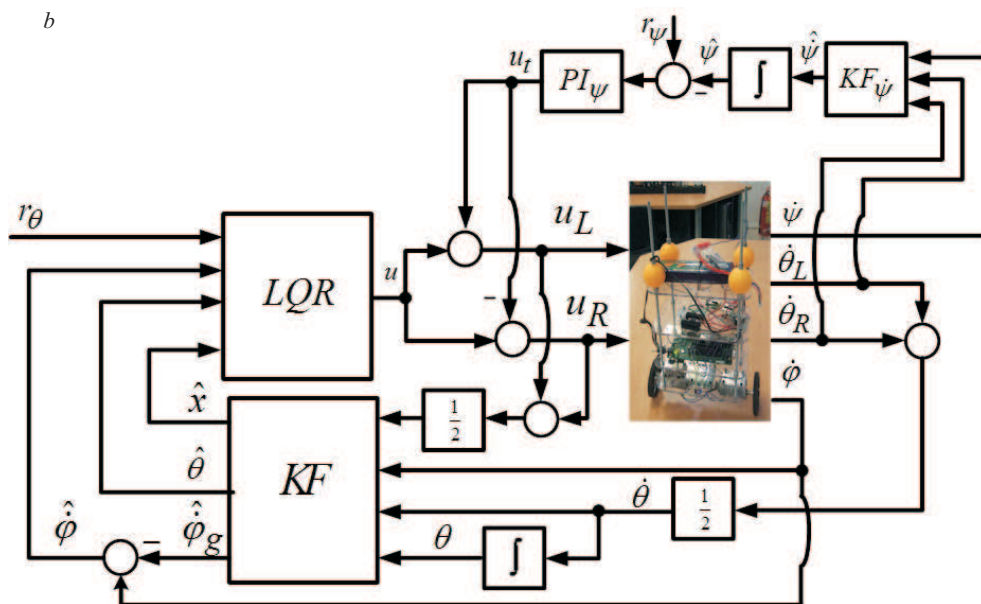 b
r_ψ
u_t
ψ̂
ψ̇̂
PI_ψ
∫
KF_ψ̇
r_θ
u_L
ψ̇
θ̇_L
LQR
u
u_R
θ̇_R
φ̇
x̂
1/2
θ̂
KF
θ̇
1/2
φ̇̂
φ̇̂_g
θ
∫